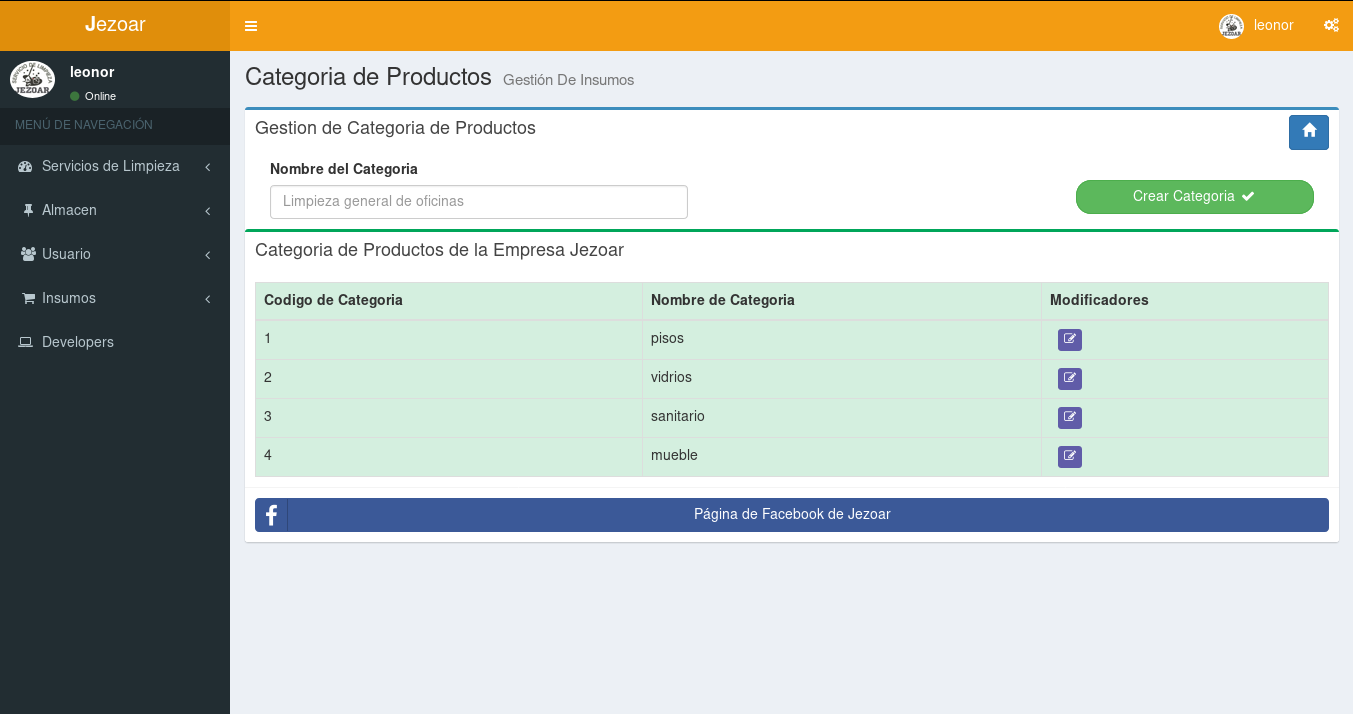 Jezoar
leonor
leonor
Online
MENÚ DE NAVEGACIÓN
Servicios de Limpieza
Almacen
Usuario
Insumos
Developers
Categoria de Productos Gestión De Insumos
Gestion de Categoria de Productos
Nombre del Categoria
Limpieza general de oficinas
Crear Categoria
Categoria de Productos de la Empresa Jezoar
Codigo de Categoria Nombre de Categoria Modificadores
1 pisos
2 vidrios
3 sanitario
4 mueble
Página de Facebook de Jezoar